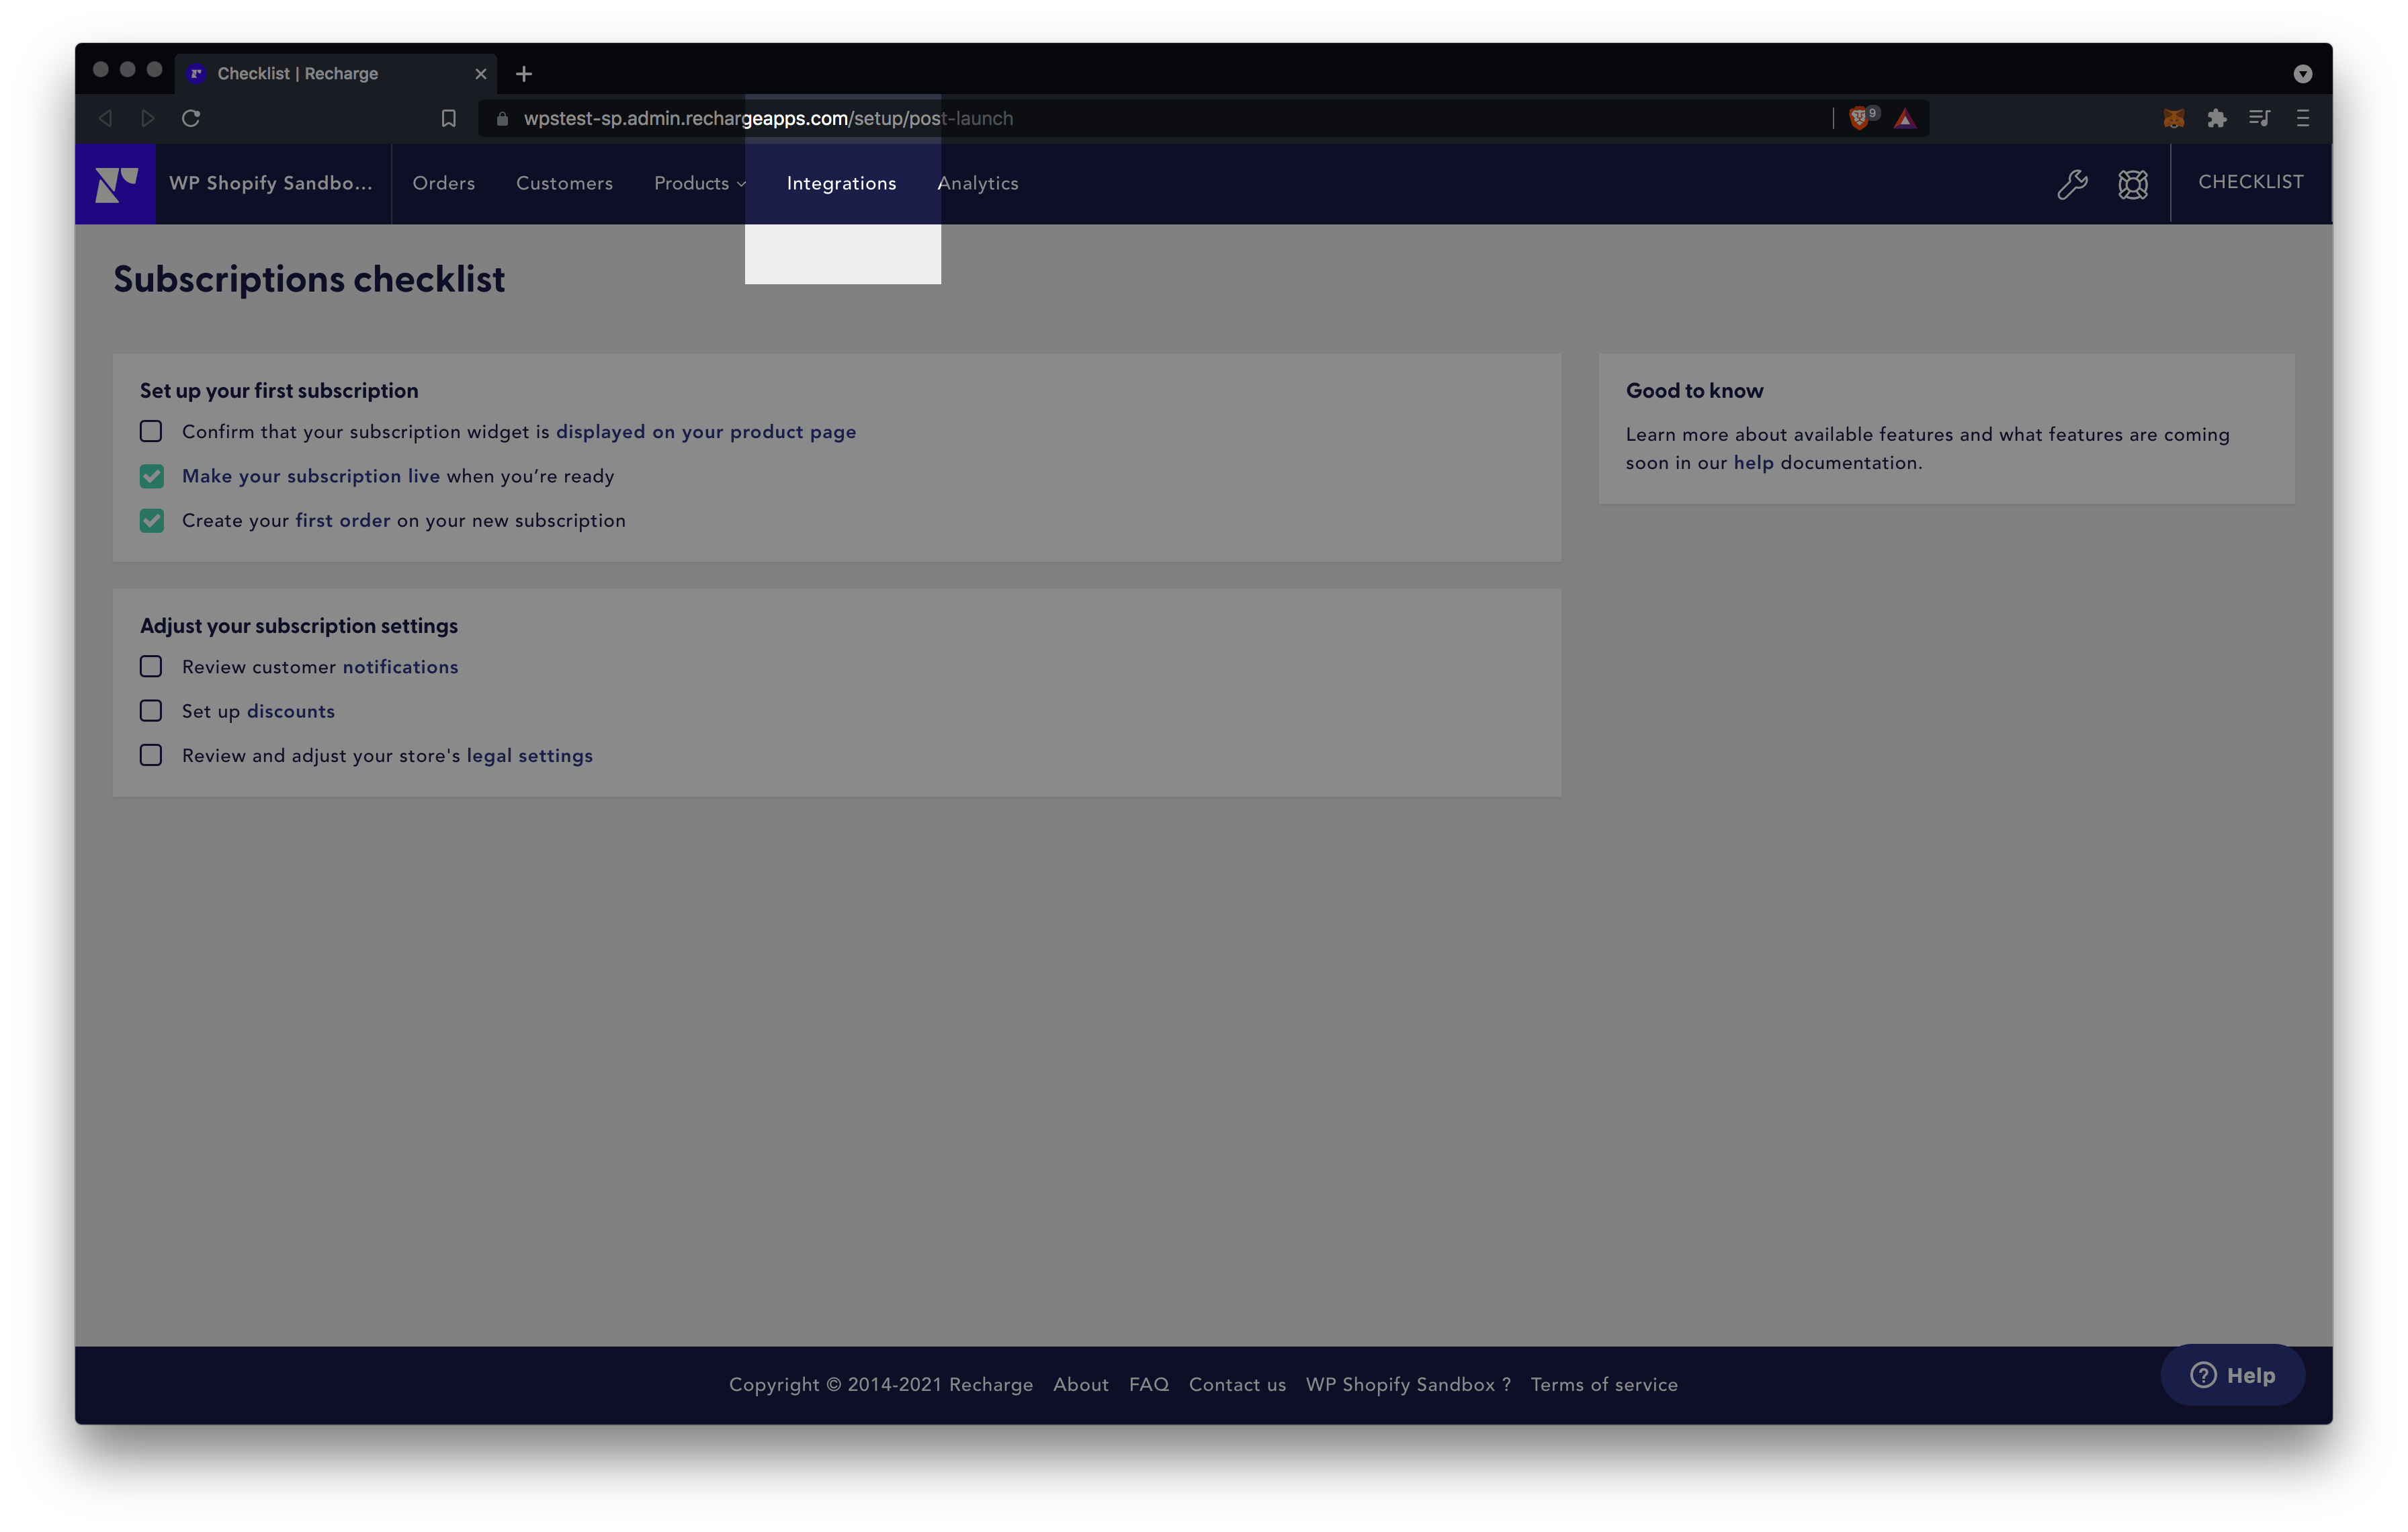 Checklist | Recharge
wpstest-sp.admin.rechargeapps.com/setup/post-launch
9
WP Shopify Sandbo... Orders Customers Products Integrations Analytics CHECKLIST
Subscriptions checklist
Set up your first subscription
Confirm that your subscription widget is displayed on your product page
Make your subscription live when you’re ready
Create your first order on your new subscription
Good to know
Learn more about available features and what features are coming
soon in our help documentation.
Adjust your subscription settings
Review customer notifications
Set up discounts
Review and adjust your store's legal settings
Copyright © 2014-2021 Recharge About FAQ Contact us WP Shopify Sandbox ? Terms of service
? Help